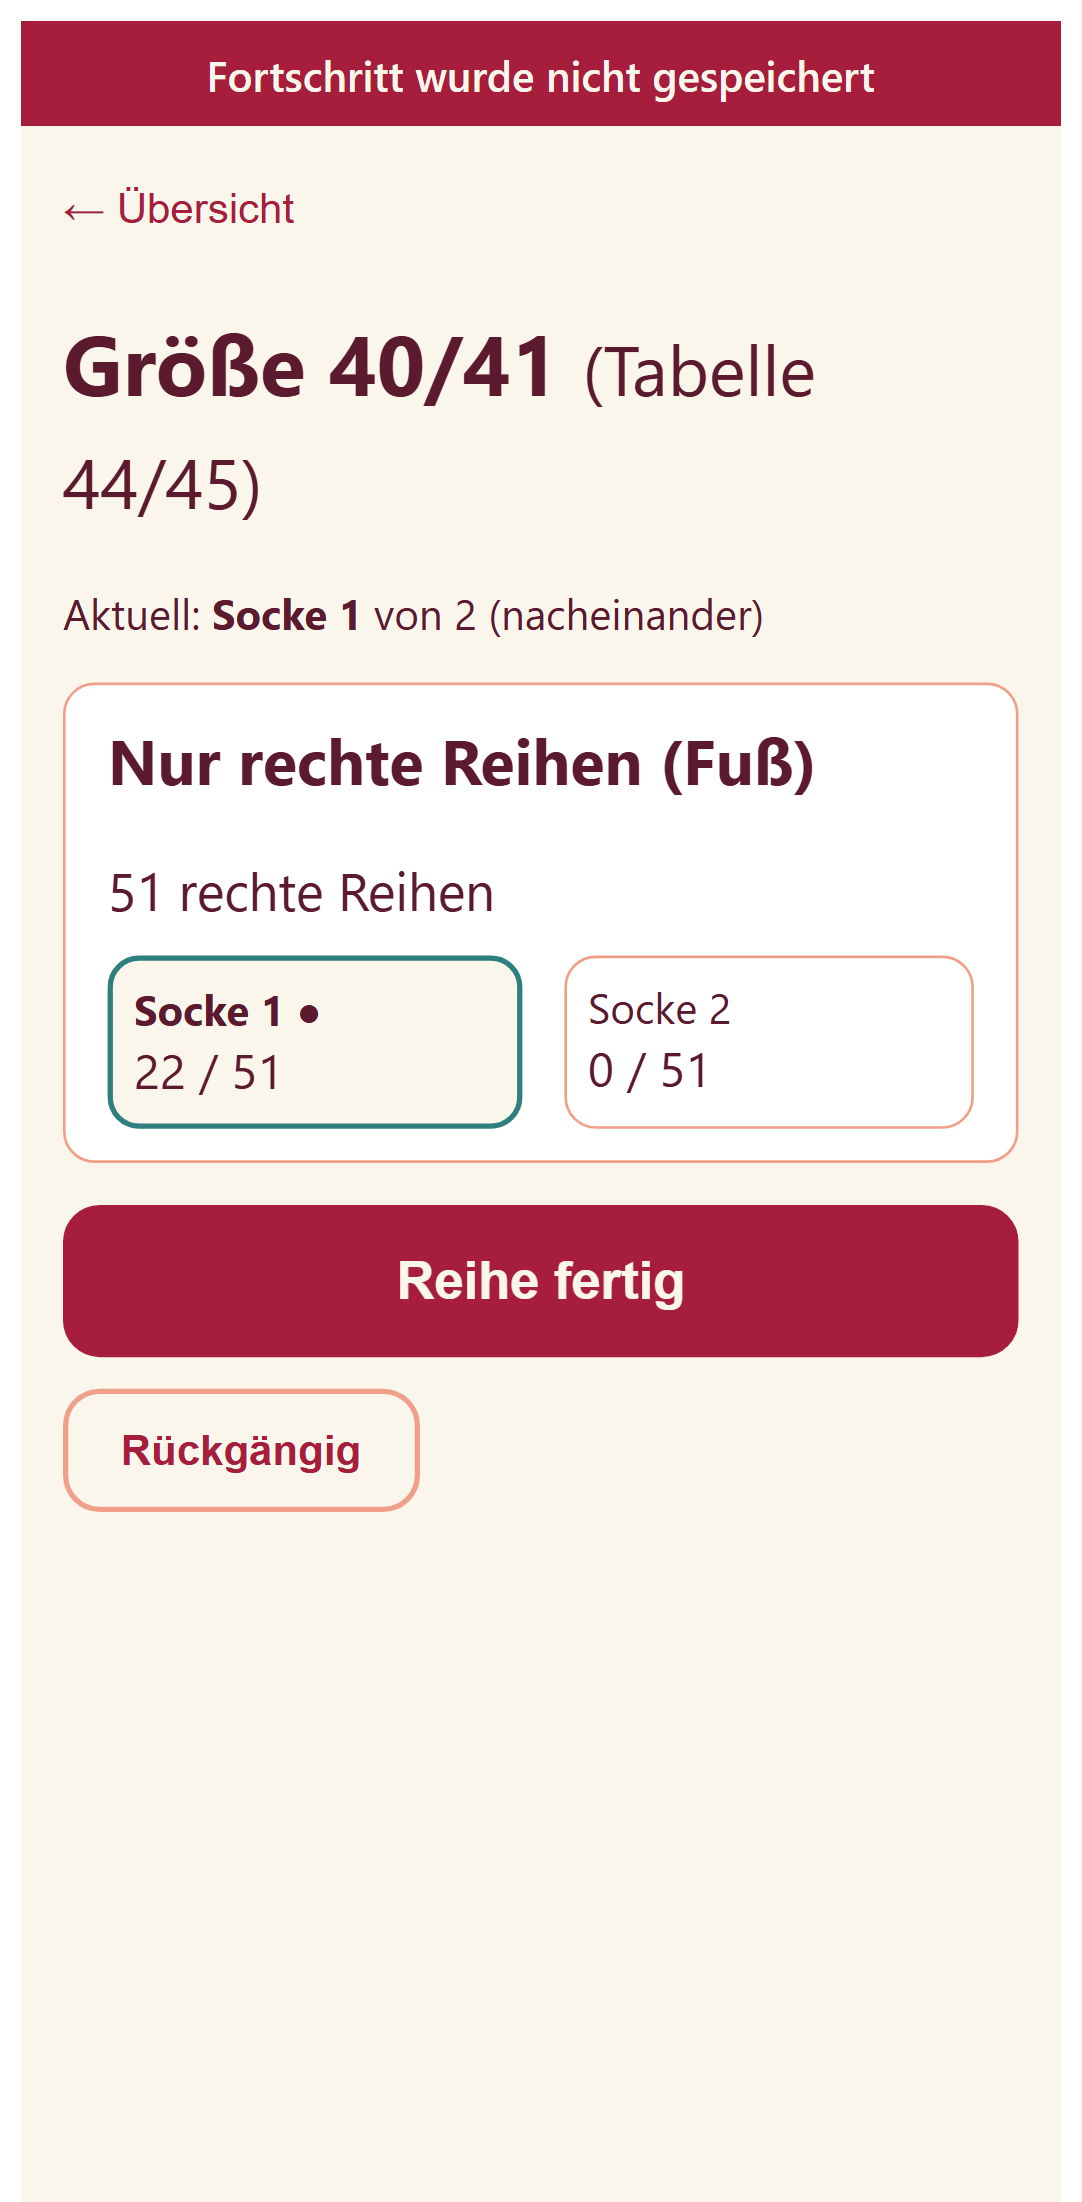 Fortschritt wurde nicht gespeichert
← Übersicht
Größe 40/41 (Tabelle
44/45)
Aktuell: Socke 1 von 2 (nacheinander)
Nur rechte Reihen (Fuß)
51 rechte Reihen
Socke 1 ●
22 / 51
Socke 2
0 / 51
Reihe fertig
Rückgängig